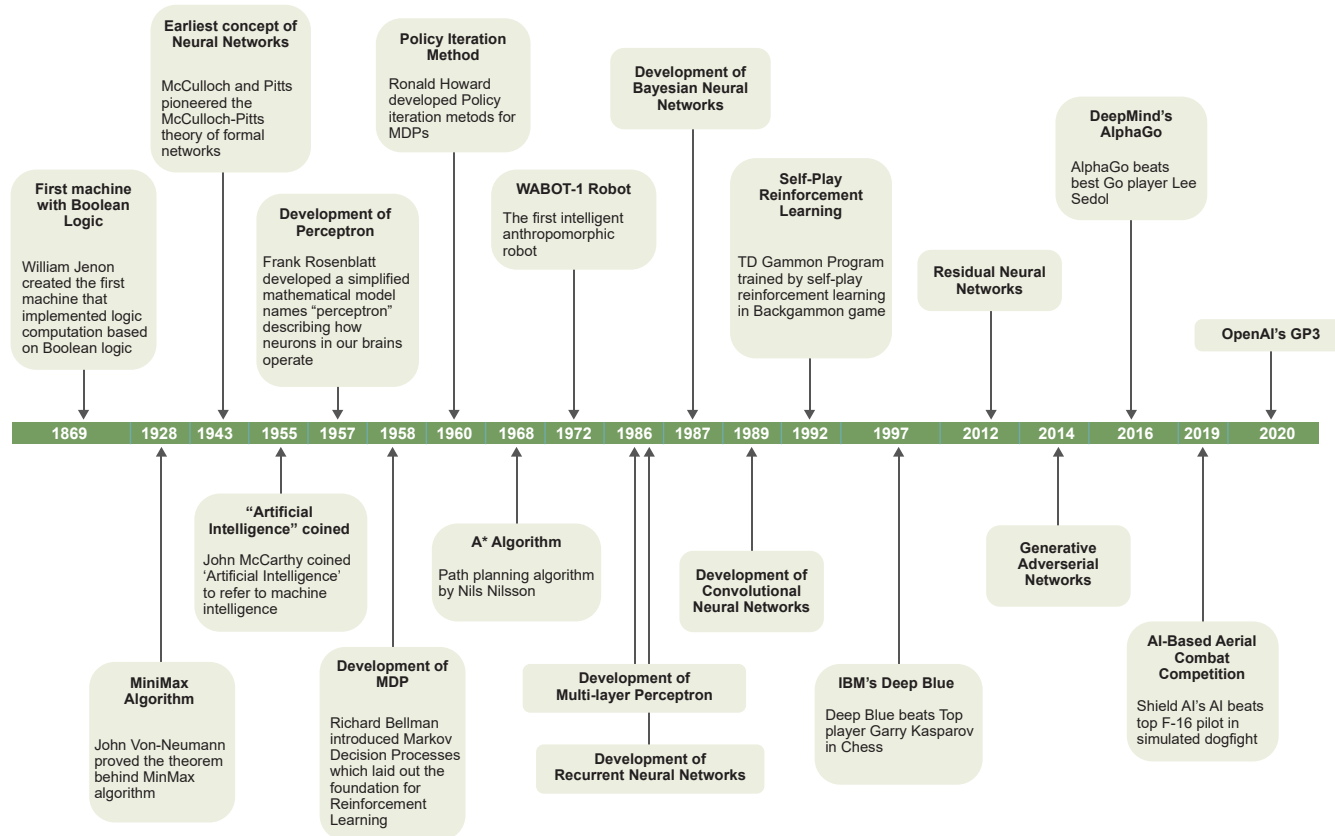 Earliest concept of
Neural Networks
McCulloch and Pitts
pioneered the
McCulloch-Pitts
theory of formal
networks
Policy Iteration
Method
Ronald Howard
developed Policy
iteration metods for
MDPs
Development of
Bayesian Neural
Networks
DeepMind’s
AlphaGo
AlphaGo beats
best Go player Lee
Sedol
First machine
with Boolean
Logic
William Jenon
created the first
machine that
implemented logic
computation based
on Boolean logic
Development of
Perceptron
Frank Rosenblatt
developed a simplified
mathematical model
names “perceptron”
describing how
neurons in our brains
operate
WABOT-1 Robot
The first intelligent
anthropomorphic
robot
Self-Play
Reinforcement
Learning
TD Gammon Program
trained by self-play
reinforcement learning
in Backgammon game
Residual Neural
Networks
OpenAI’s GP3
1869 1928 1943 1955 1957 1958 1960 1968 1972 1986 1987 1989 1992 1997 2012 2014 2016 2019 2020
“Artificial
Intelligence” coined
John McCarthy coined
‘Artificial Intelligence’
to refer to machine
intelligence
A* Algorithm
Path planning algorithm
by Nils Nilsson
Development of
Convolutional
Neural Networks
Generative
Adverserial
Networks
MiniMax
Algorithm
John Von-Neumann
proved the theorem
behind MinMax
algorithm
Development of
MDP
Richard Bellman
introduced Markov
Decision Processes
which laid out the
foundation for
Reinforcement
Learning
Development of
Multi-layer Perceptron
Development of
Recurrent Neural Networks
IBM’s Deep Blue
Deep Blue beats Top
player Garry Kasparov
in Chess
AI-Based Aerial
Combat
Competition
Shield AI’s AI beats
top F-16 pilot in
simulated dogfight